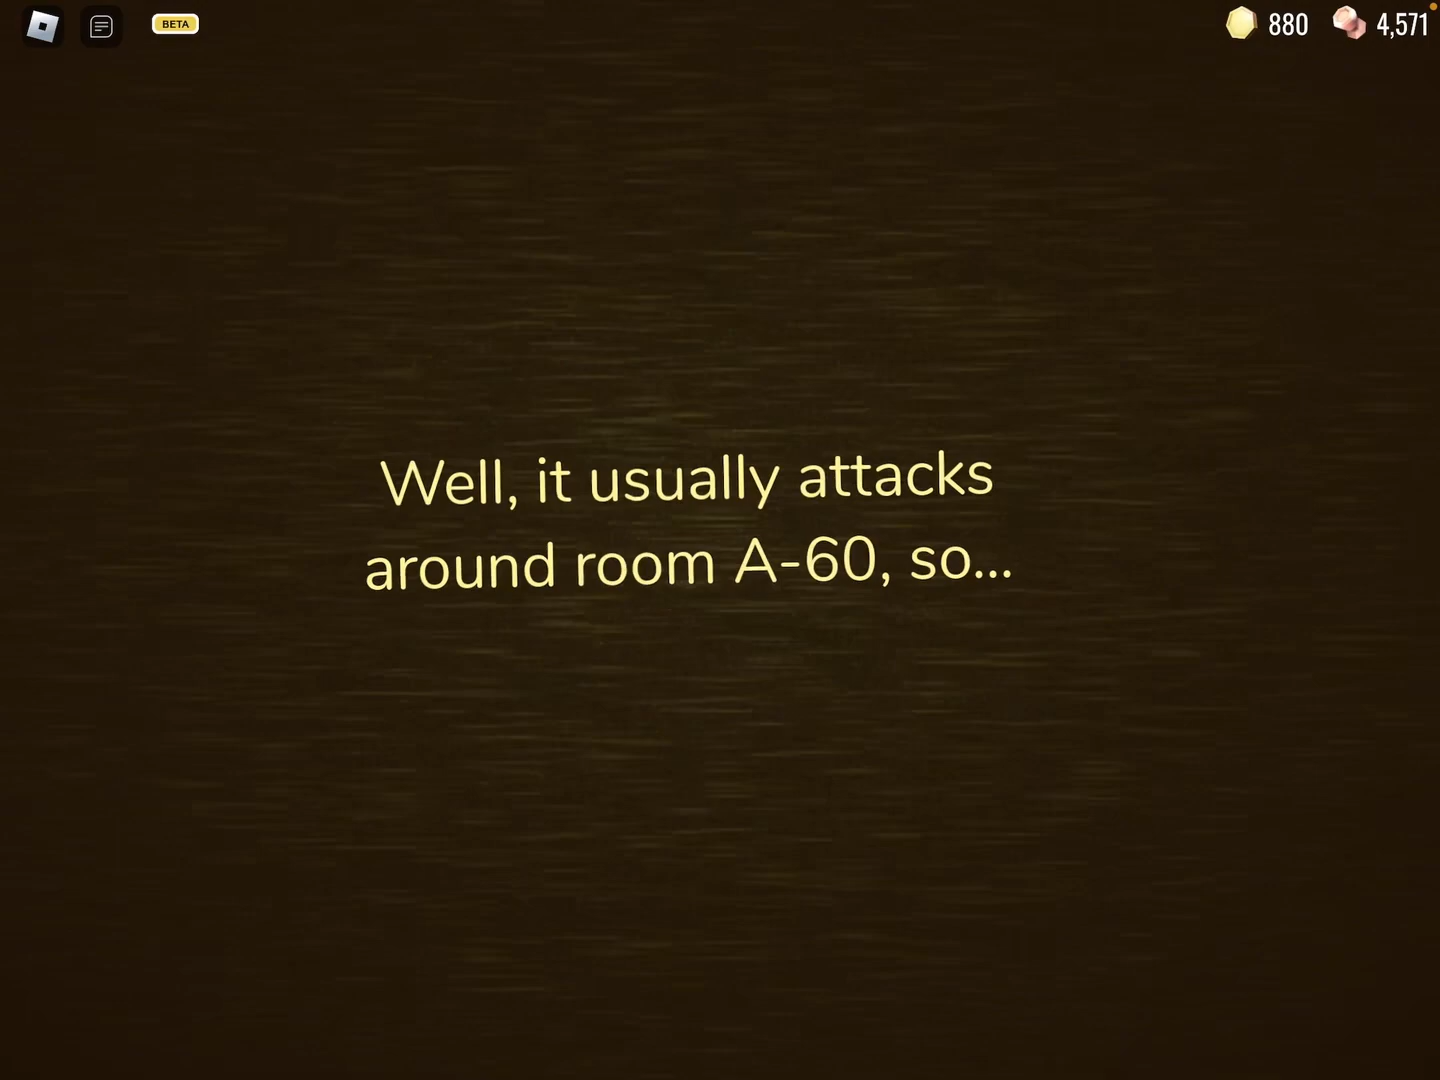 BETA
880
4,571
Well, it usually attacks
around room A-60, so...